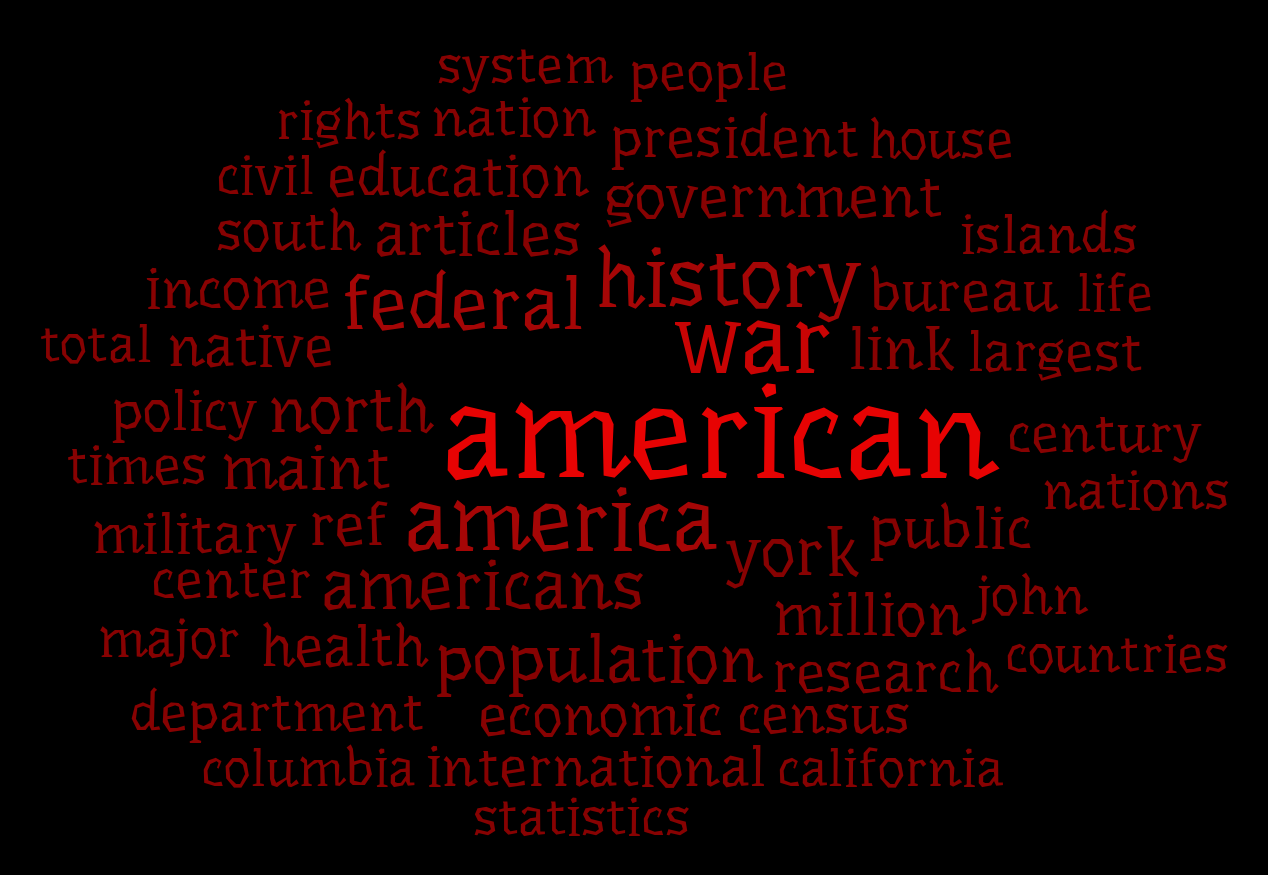 system people
rights nation president house
civil education government
south articles islands
income federal history bureau life
total native war link largest
policy north american century
times maint nations
military ref america york public
center americans million john
major health population research countries
department economic census
columbia international california
statistics